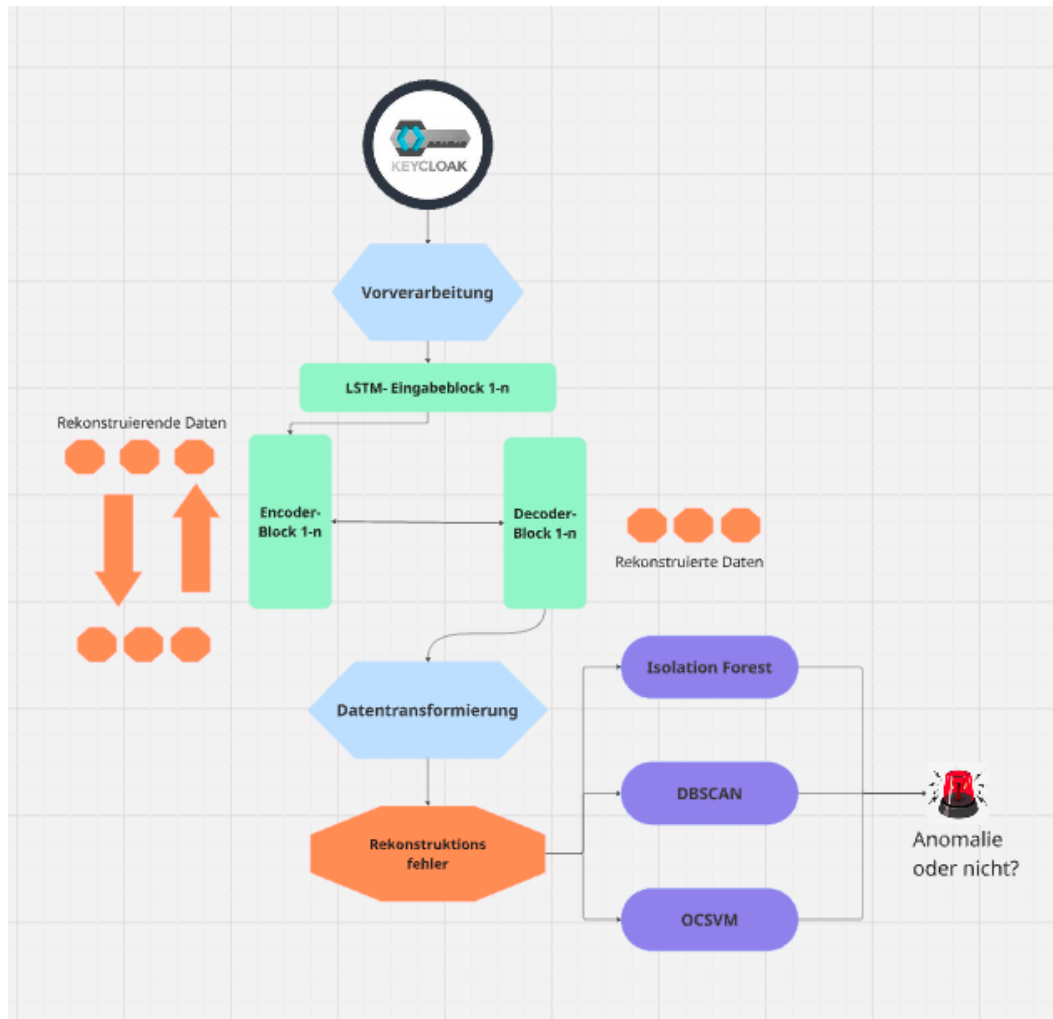 KEYCLOAK
Vorverarbeitung
LSTM- Eingabeblock 1-n
Rekonstruierende Daten
Encoder-
Block 1-n
Decoder-
Block 1-n
Rekonstruierte Daten
Isolation Forest
Datentransformierung
DBSCAN
Rekonstruktions
fehler
Anomalie
oder nicht?
OCSVM